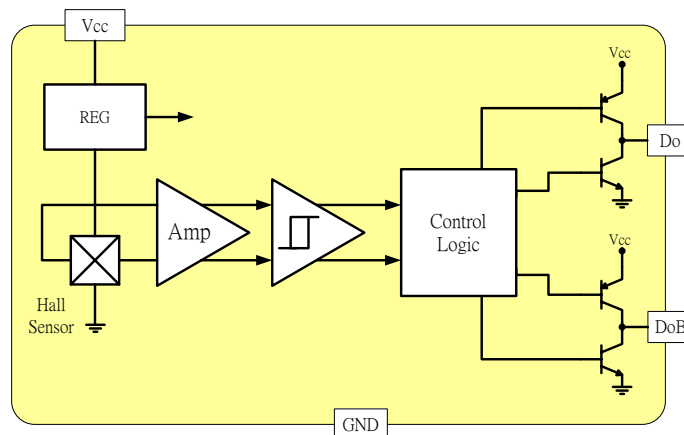 Vcc
REG
Vcc
Do
Amp
Control
Logic
Hall
Sensor
Vcc
DoB
GND